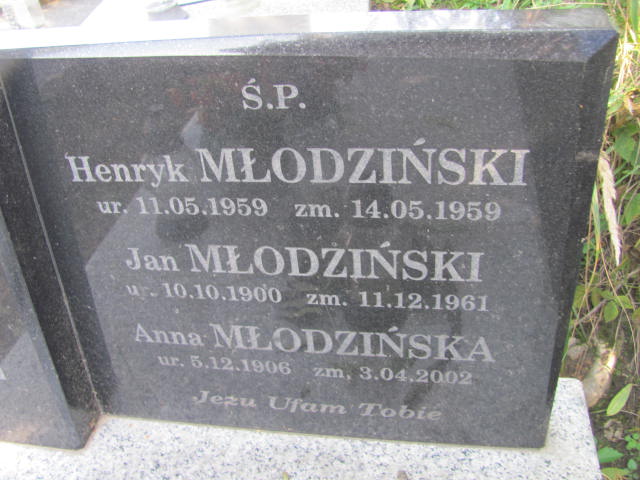 Ś.P.
Henryk MŁODZIŃSKI
ur. 11.05.1959 zm. 14.05.1959
Jan MŁODZIŃSKI
ur. 10.10.1900 zm. 11.12.1961
Anna MŁODZIŃSKA
ur. 5.12.1906 zm. 3.04.2002
Jezu Ufam Tobie